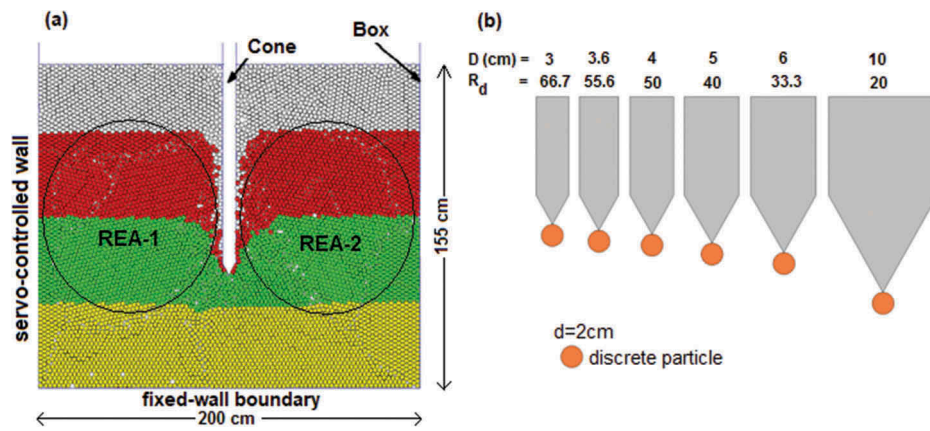 (a)
Cone
Box
servo-controlled wall
REA-1
REA-2
155 cm
fixed-wall boundary
200 cm
(b)
D (cm) = 3 3.6 4 5 6 10
R_d = 66.7 55.6 50 40 33.3 20
d=2cm
discrete particle